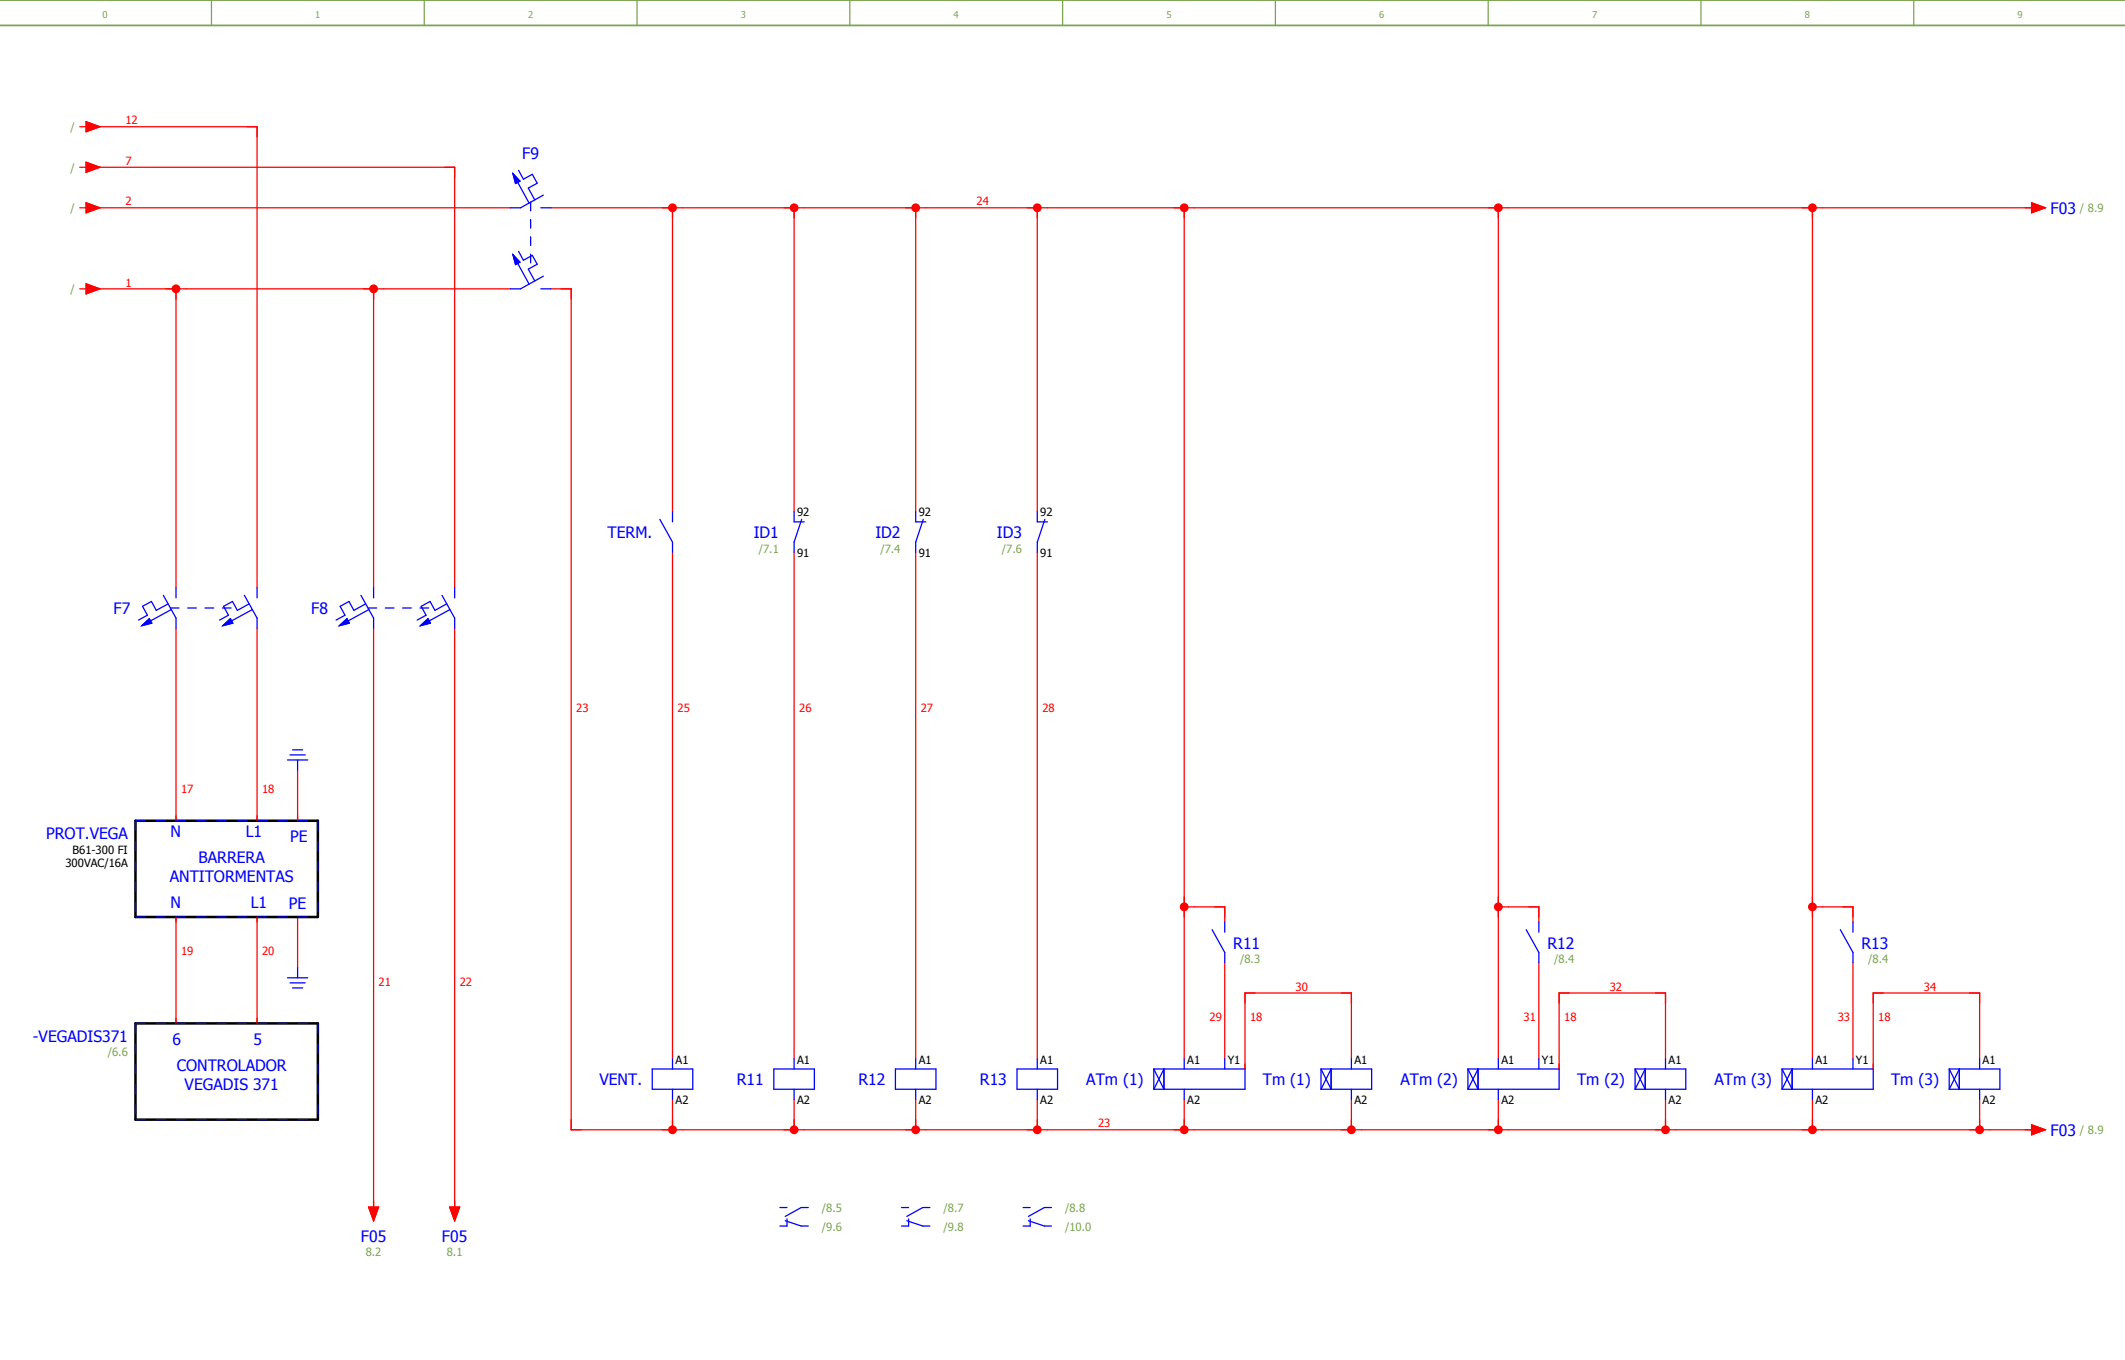 0 1 2 3 4 5 6 7 8 9
/ 12
/ 7
F9
/ 2 24 F03 / 8.9
/ 1
TERM. ID1 ID2 ID3
92 92 92
/7.1 /7.4 /7.6
91 91 91
F7 F8
23 25 26 27 28
17 18
PROT.VEGA
B61-300 FI
300VAC/16A
N L1 PE
BARRERA
ANTITORMENTAS
N L1 PE
19 20
21 22
R11 R12 R13
/8.3 /8.4 /8.4
30 32 34
29 18 31 18 33 18
-VEGADIS371
/6.6
6 5
CONTROLADOR
VEGADIS 371
A1 A1 A1 A1 A1 Y1 A1 A1 Y1 A1 A1 Y1 A1
VENT. R11 R12 R13 ATm (1) Tm (1) ATm (2) Tm (2) ATm (3) Tm (3)
A2 A2 A2 A2 A2 A2 A2 A2 A2 A2
23 F03 / 8.9
/8.5 /8.7 /8.8
/9.6 /9.8 /10.0
F05 F05
8.2 8.1